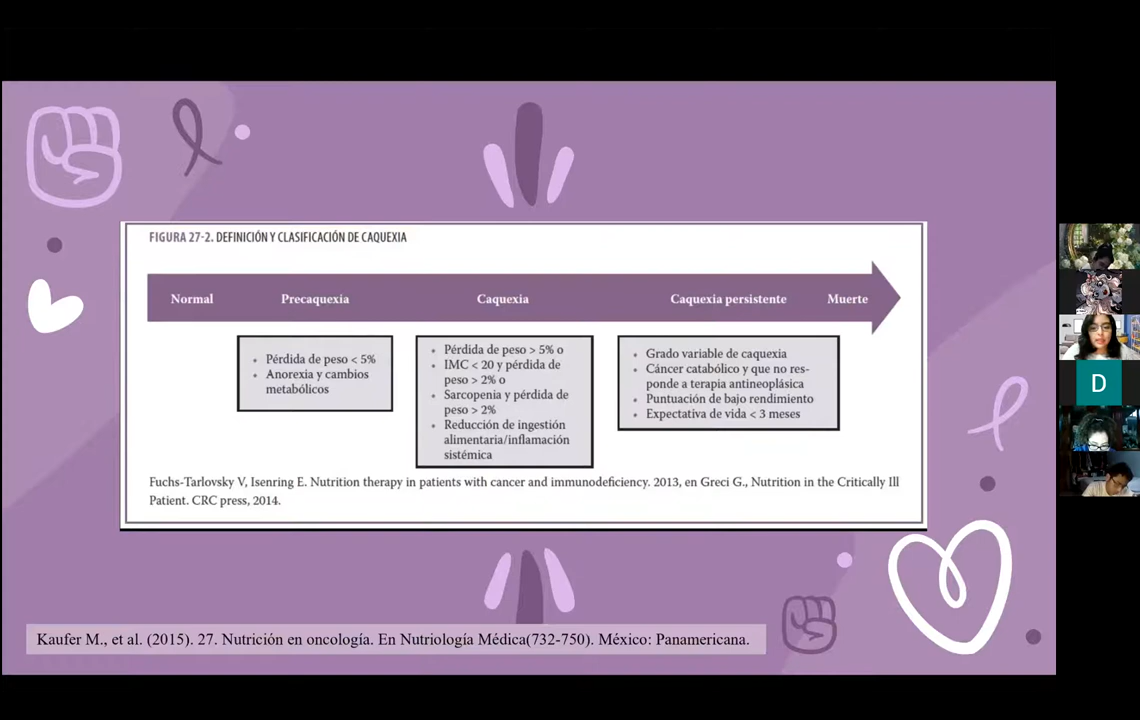 FIGURA 27-2. DEFINICIÓN Y CLASIFICACIÓN DE CAQUEXIA
Normal
Precaquexia
Caquexia
Caquexia persistente
Muerte
• Pérdida de peso < 5%
• Anorexia y cambios
metabólicos
• Pérdida de peso > 5% o
• IMC < 20 y pérdida de
peso > 2% o
• Sarcopenia y pérdida de
peso > 2%
• Reducción de ingestión
alimentaria/inflamación
sistémica
• Grado variable de caquexia
• Cáncer catabólico y que no res-
ponde a terapia antineoplásica
• Puntuación de bajo rendimiento
• Expectativa de vida < 3 meses
Fuchs-Tarlovsky V, Isenring E. Nutrition therapy in patients with cancer and immunodeficiency. 2013, en Greci G., Nutrition in the Critically Ill
Patient. CRC press, 2014.
Kaufer M., et al. (2015). 27. Nutrición en oncología. En Nutriología Médica(732-750). México: Panamericana.
D